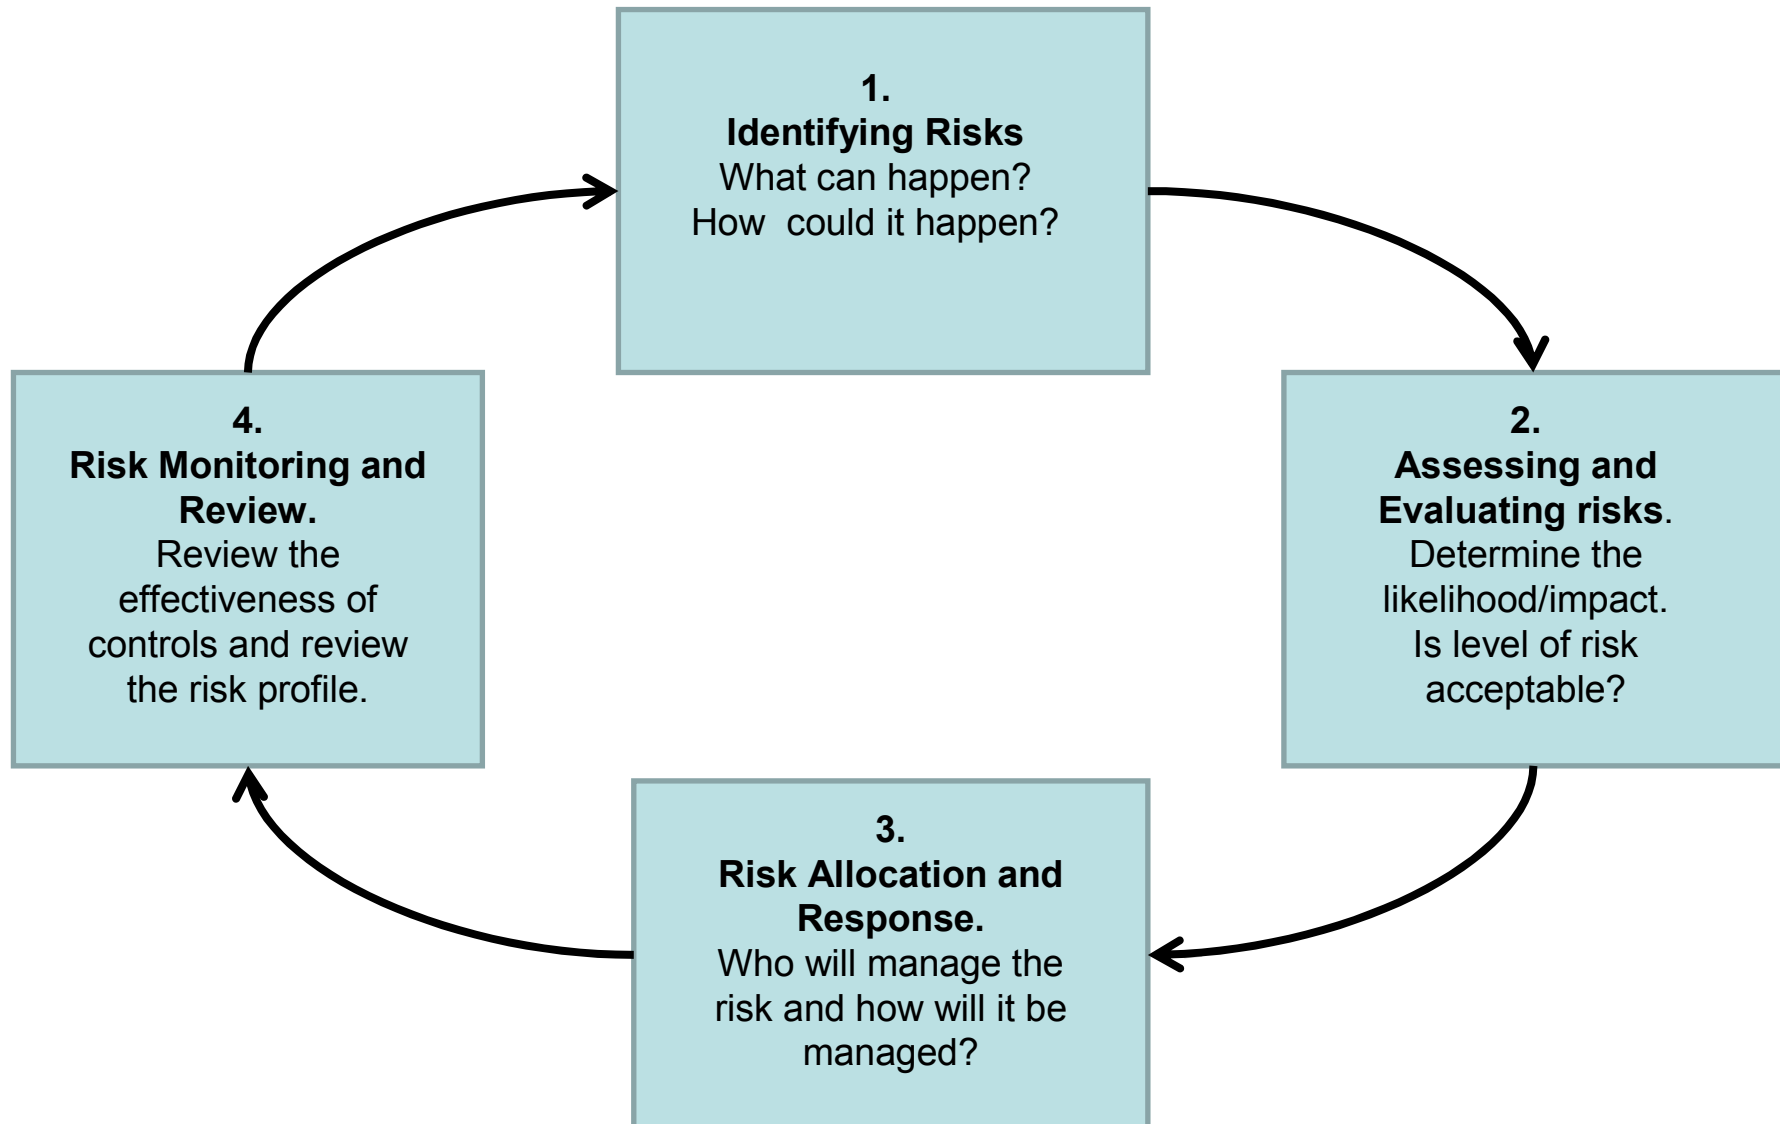 1.
Identifying Risks
What can happen?
How  could it happen?
2.
Assessing and
Evaluating risks.
Determine the
likelihood/impact.
Is level of risk
acceptable?
3.
Risk Allocation and
Response.
Who will manage the
risk and how will it be
managed?
4.
Risk Monitoring and
Review.
Review the
effectiveness of
controls and review
the risk profile.